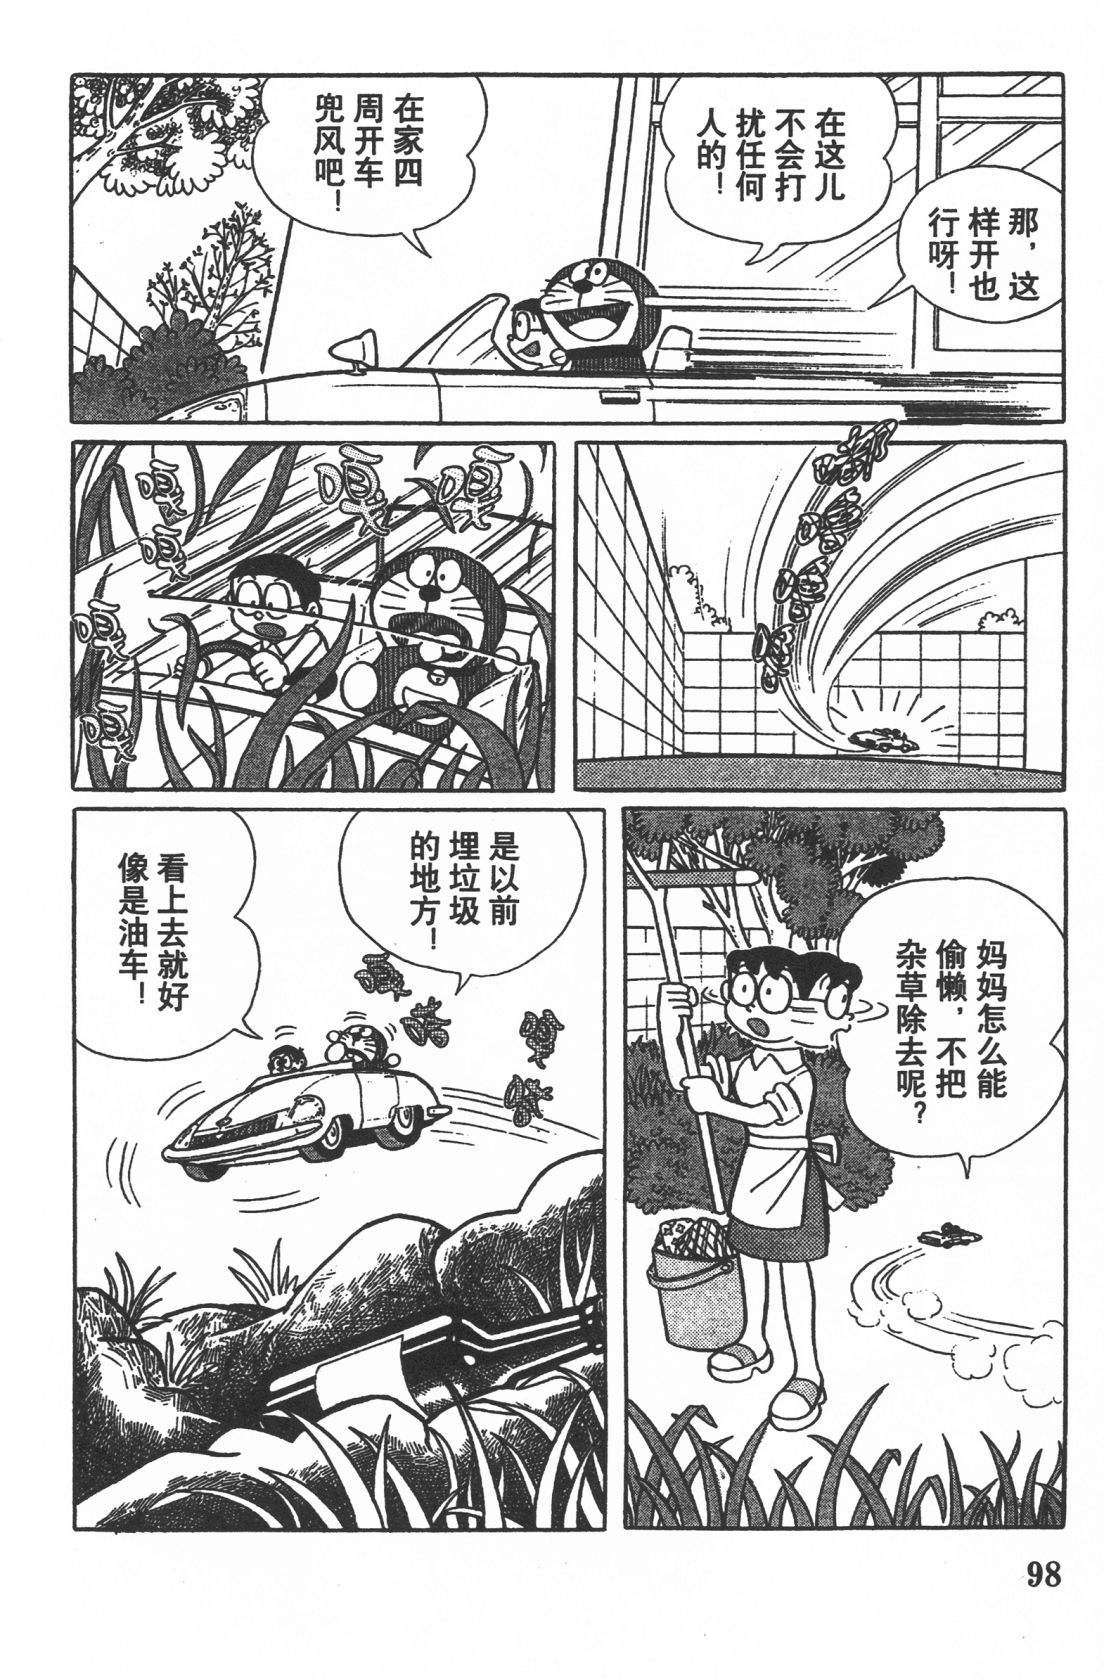 那，这
样开也
行呀！
在这儿
不会打
扰任何
人的！
在家四
周开车
兜风吧！
妈妈怎么能
偷懒，不把
杂草除去呢？
是以前
埋垃圾
的地方！
看上去就好
像是油车！
98